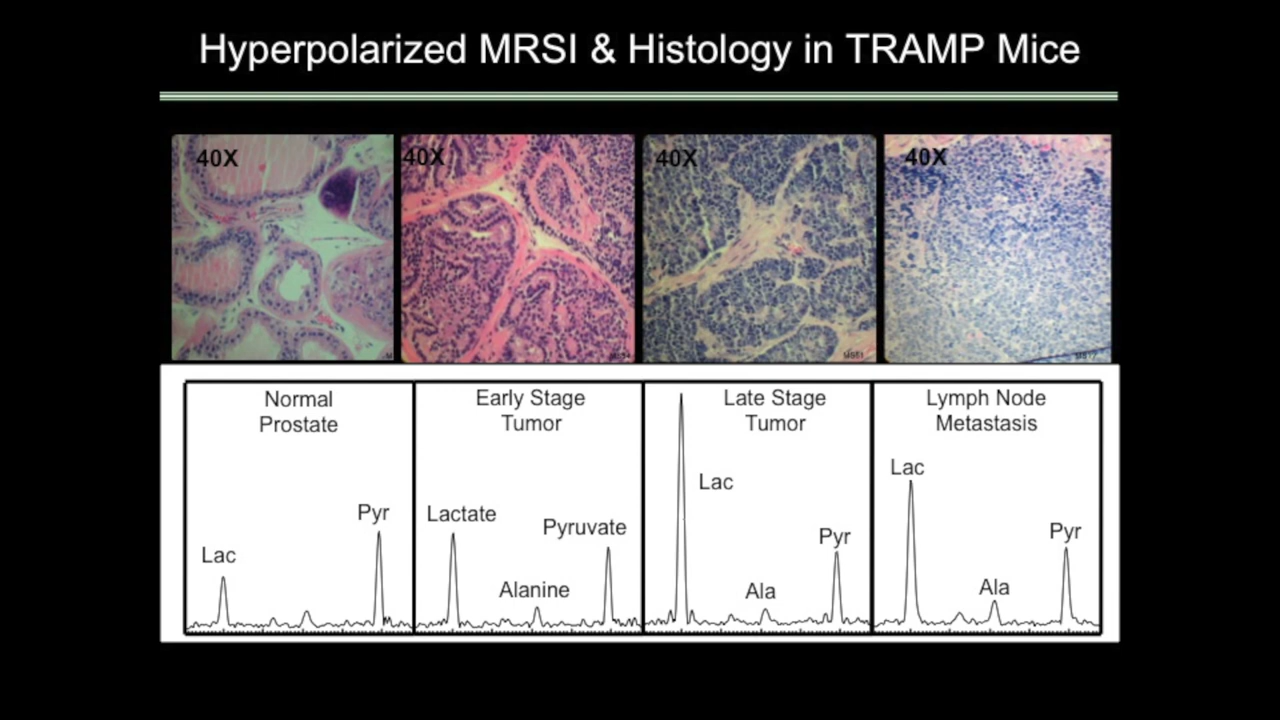 Hyperpolarized MRSI & Histology in TRAMP Mice
40X
40X
40X
40X
Normal
Prostate
Early Stage
Tumor
Late Stage
Tumor
Lymph Node
Metastasis
Lac
Pyr
Lactate
Alanine
Pyruvate
Lac
Ala
Pyr
Lac
Ala
Pyr